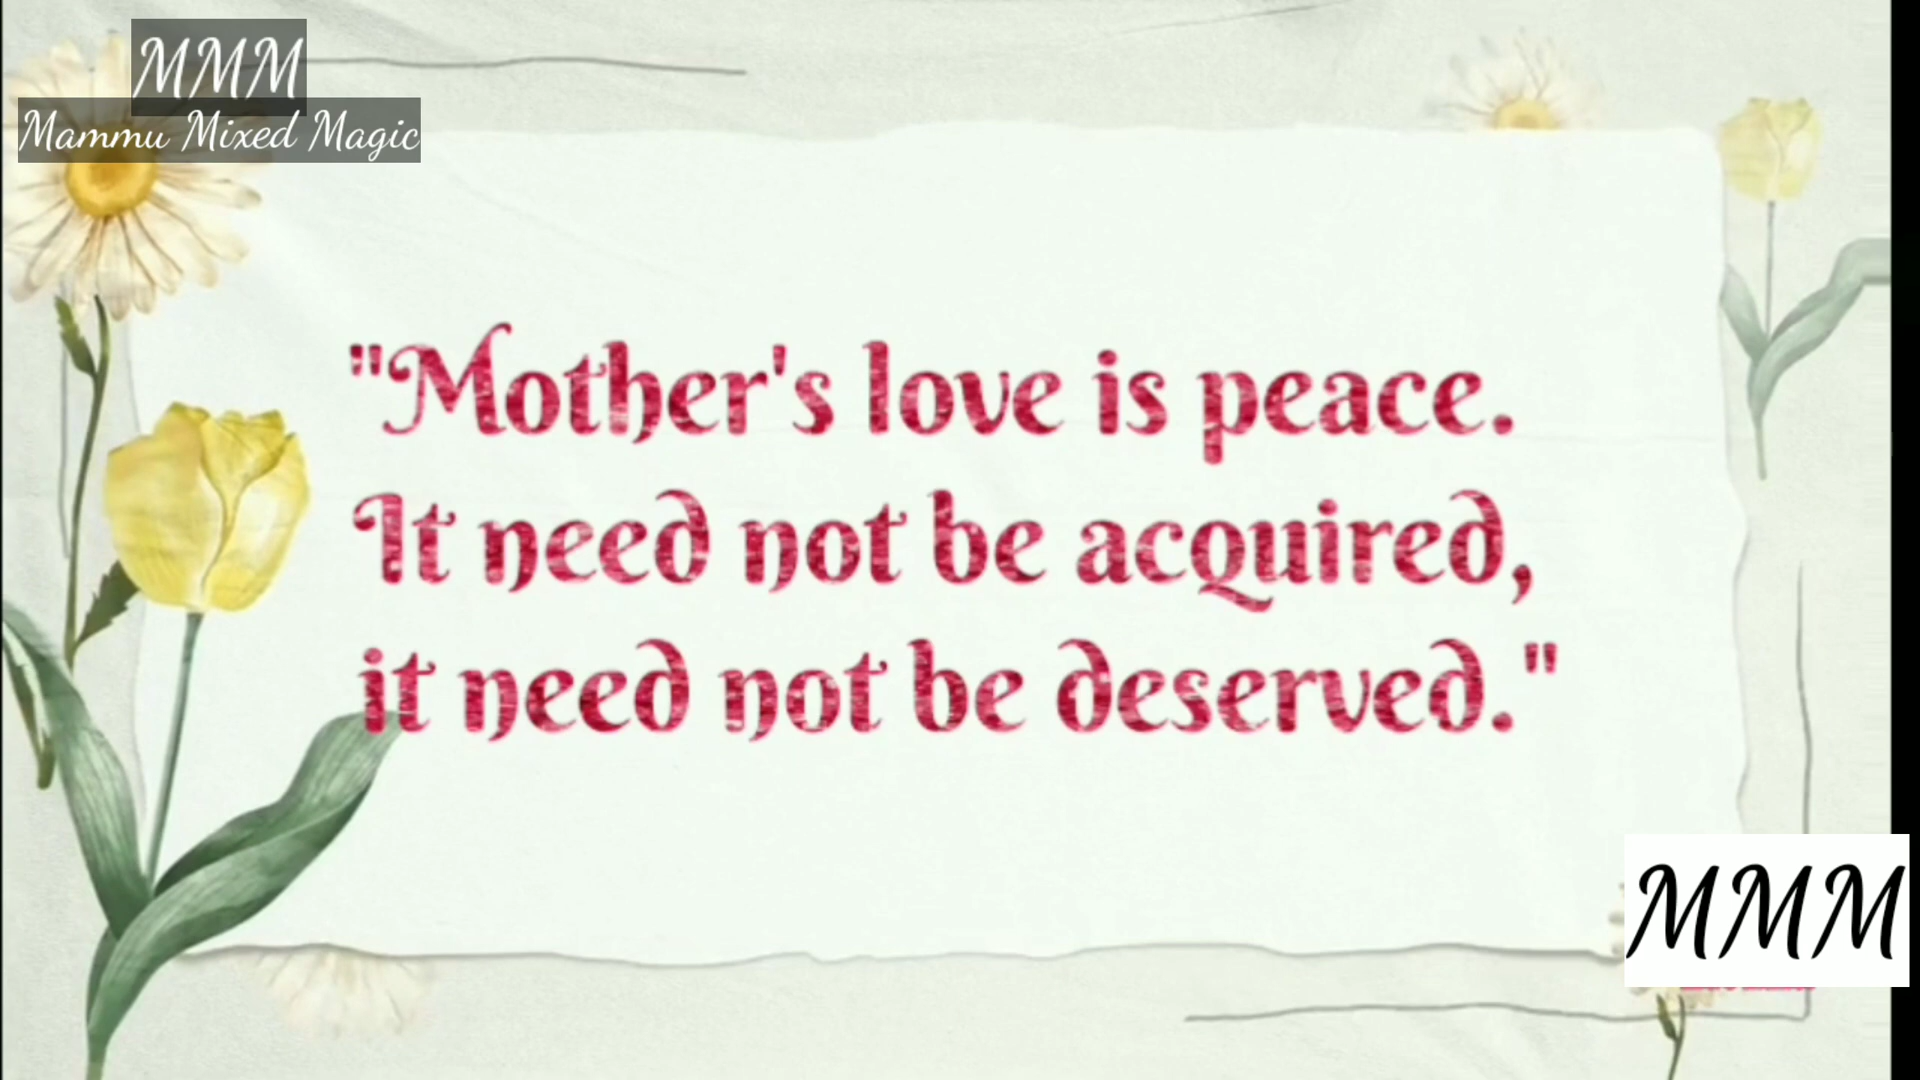 MMM
Mammu Mixed Magic
"Mother's love is peace.
It need not be acquired,
it need not be deserved."
MMM